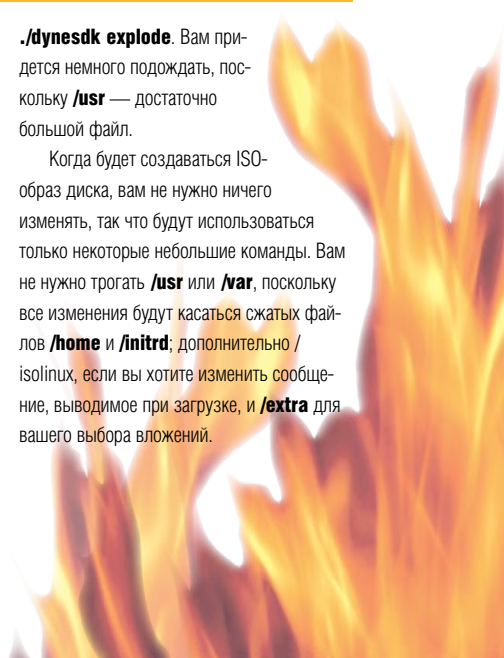 ./dynesdk explode. Вам при-
дется немного подождать, пос-
кольку /usr — достаточно
большой файл.
Когда будет создаваться ISO-
образ диска, вам не нужно ничего
изменять, так что будут использоваться
только некоторые небольшие команды. Вам
не нужно трогать /usr или /var, поскольку
все изменения будут касаться сжатых фай-
лов /home и /initrd; дополнительно /
isolinux, если вы хотите изменить сообще-
ние, выводимое при загрузке, и /extra для
вашего выбора вложений.